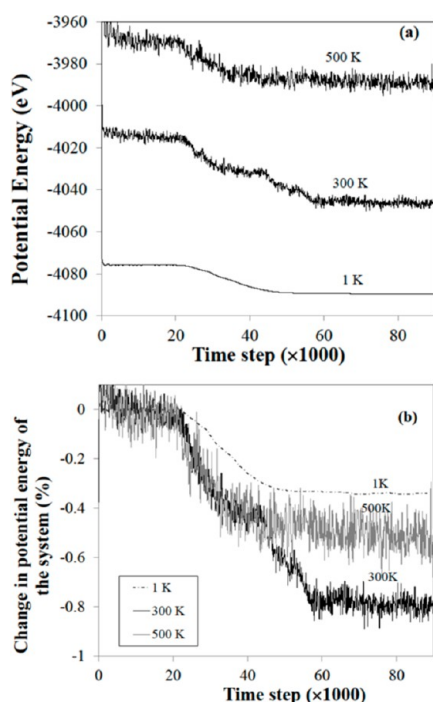 -3960
(a)
-3980
500 K
-4000
-4020
300 K
-4040
-4060
1 K
-4080
-4100
0 20 40 60 80
Potential Energy (eV)
Time step (×1000)
(b)
0
-0.2
1K
-0.4
500K
-0.6
300K
-0.8
-1
1 K
300 K
500 K
0 20 40 60 80
Change in potential energy of
the system (%)
Time step (×1000)